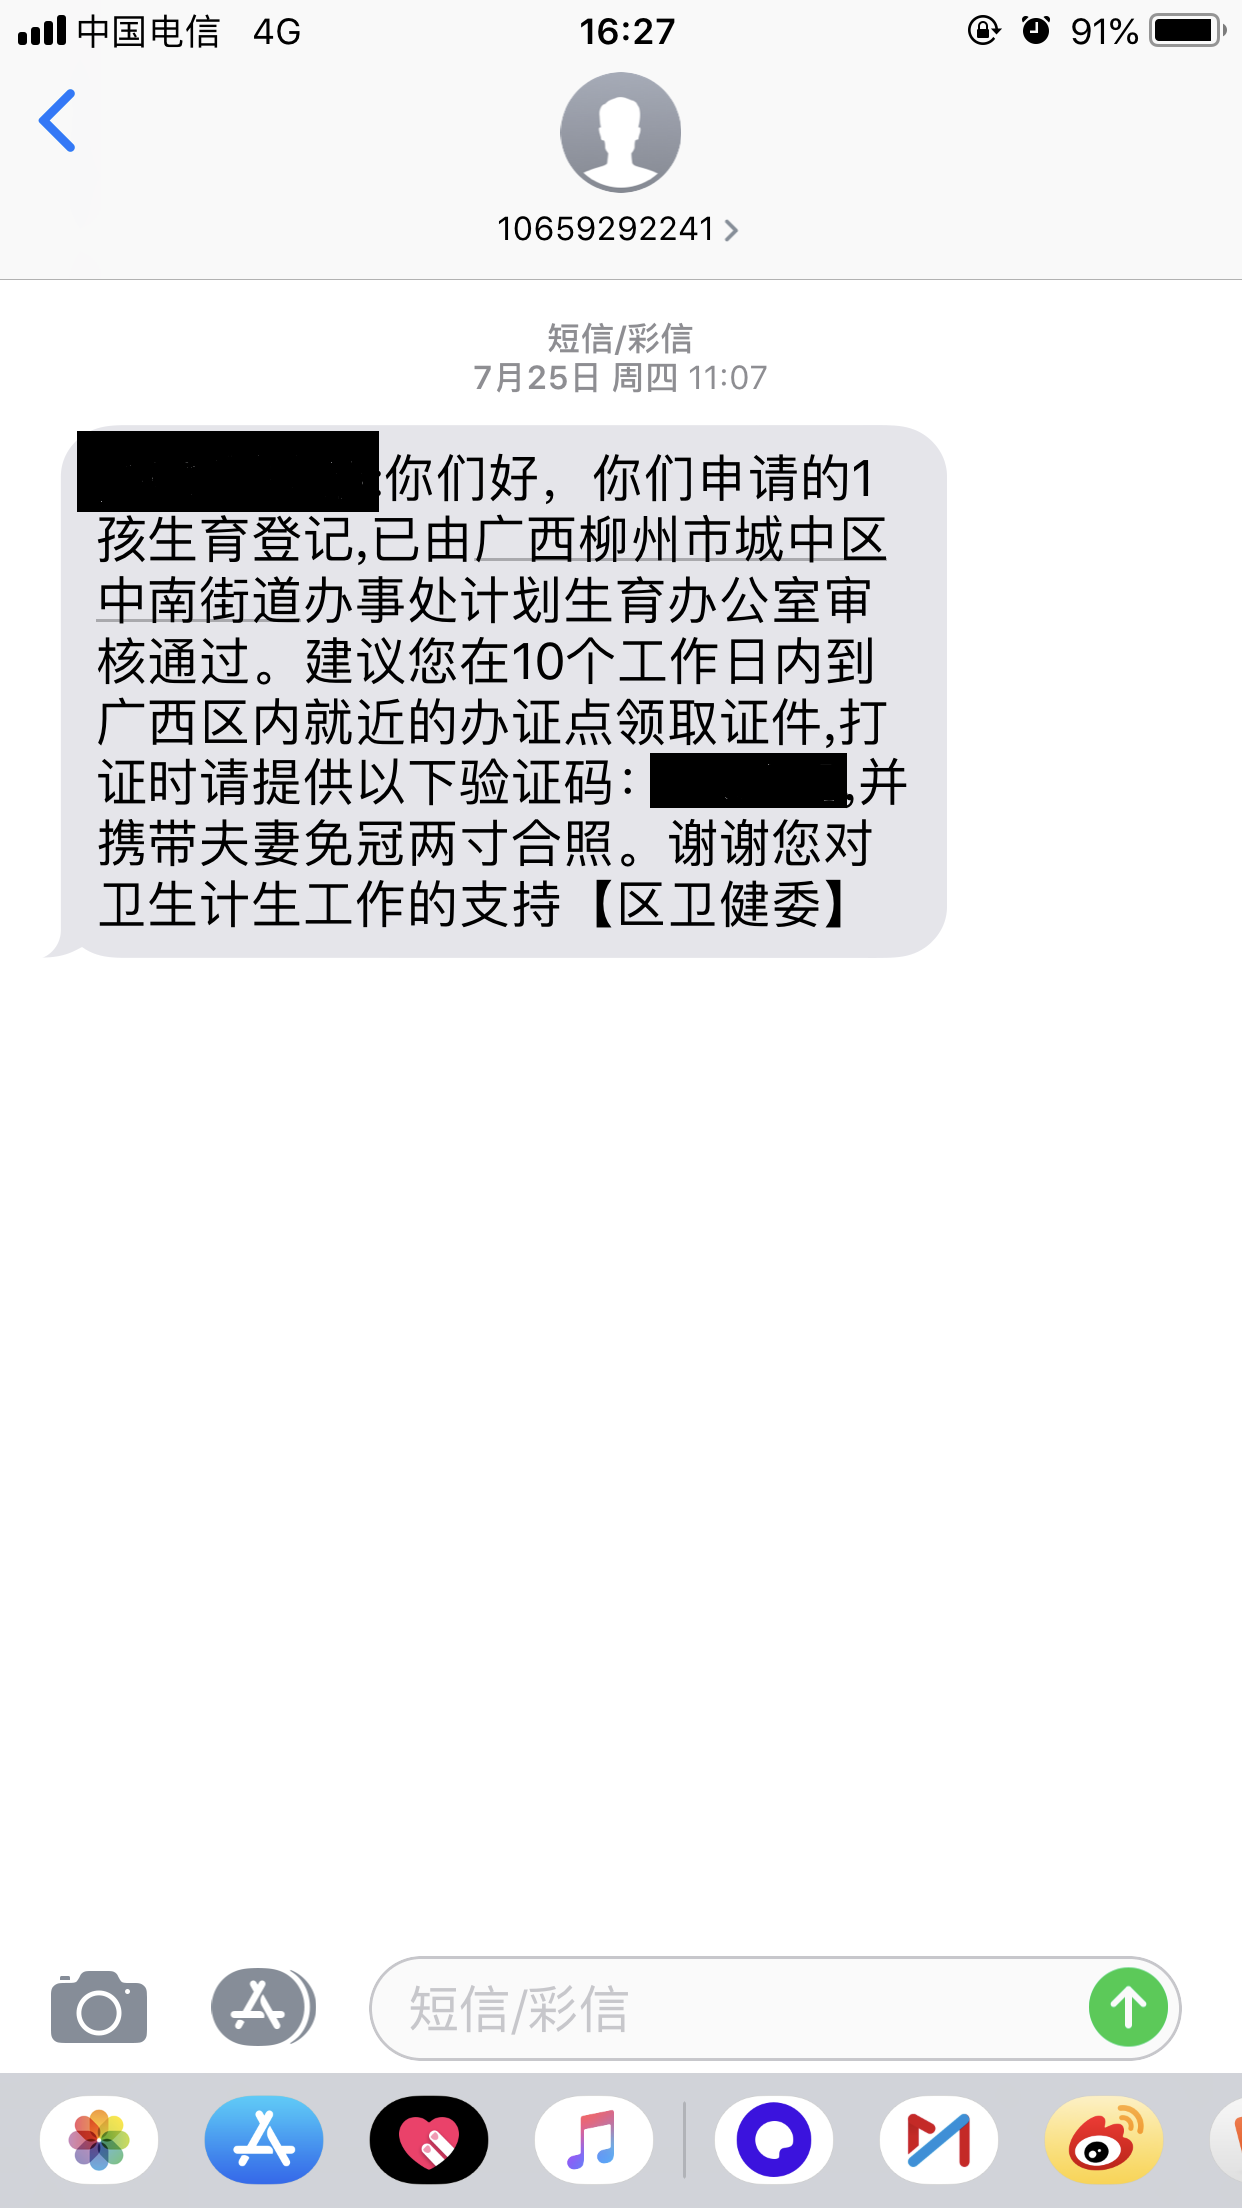 中国电信 4G 16:27 91%
10659292241
短信/彩信
7月25日 周四 11:07
:你们好，你们申请的1
孩生育登记,已由广西柳州市城中区
中南街道办事处计划生育办公室审
核通过。建议您在10个工作日内到
广西区内就近的办证点领取证件,打
证时请提供以下验证码：,并
携带夫妻免冠两寸合照。谢谢您对
卫生计生工作的支持【区卫健委】
短信/彩信